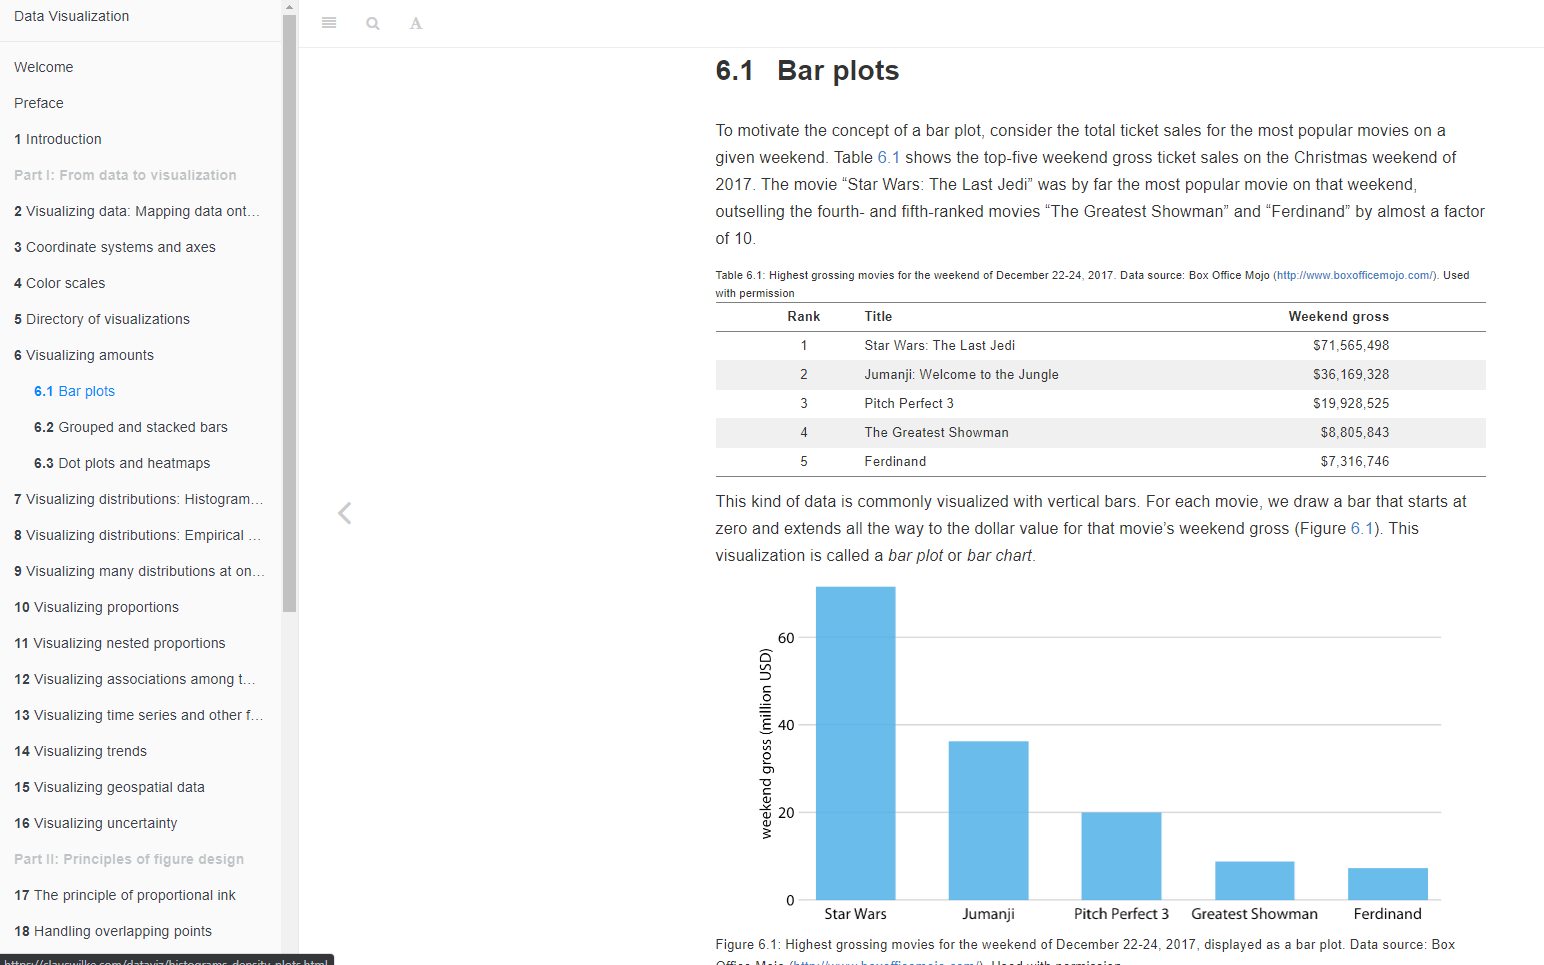 Data Visualization
Welcome
Preface
1 Introduction
Part I: From data to visualization
2 Visualizing data: Mapping data ont…
3 Coordinate systems and axes
4 Color scales
5 Directory of visualizations
6 Visualizing amounts
6.1 Bar plots
6.2 Grouped and stacked bars
6.3 Dot plots and heatmaps
7 Visualizing distributions: Histogram…
8 Visualizing distributions: Empirical …
9 Visualizing many distributions at on…
10 Visualizing proportions
11 Visualizing nested proportions
12 Visualizing associations among t…
13 Visualizing time series and other f…
14 Visualizing trends
15 Visualizing geospatial data
16 Visualizing uncertainty
Part II: Principles of figure design
17 The principle of proportional ink
18 Handling overlapping points
https://clauswilke.com/dataviz/histograms-density-plots.html
A
6.1 Bar plots
To motivate the concept of a bar plot, consider the total ticket sales for the most popular movies on a
given weekend. Table 6.1 shows the top-five weekend gross ticket sales on the Christmas weekend of
2017. The movie “Star Wars: The Last Jedi” was by far the most popular movie on that weekend,
outselling the fourth- and fifth-ranked movies “The Greatest Showman” and “Ferdinand” by almost a factor
of 10.
Table 6.1: Highest grossing movies for the weekend of December 22-24, 2017. Data source: Box Office Mojo (http://www.boxofficemojo.com/). Used
with permission
Rank Title Weekend gross
1 Star Wars: The Last Jedi $71,565,498
2 Jumanji: Welcome to the Jungle $36,169,328
3 Pitch Perfect 3 $19,928,525
4 The Greatest Showman $8,805,843
5 Ferdinand $7,316,746
This kind of data is commonly visualized with vertical bars. For each movie, we draw a bar that starts at
zero and extends all the way to the dollar value for that movie’s weekend gross (Figure 6.1). This
visualization is called a bar plot or bar chart.
weekend gross (million USD)
60
40
20
0
Star Wars Jumanji Pitch Perfect 3 Greatest Showman Ferdinand
Figure 6.1: Highest grossing movies for the weekend of December 22-24, 2017, displayed as a bar plot. Data source: Box
Office Mojo (http://www.boxofficemojo.com/). Used with permission